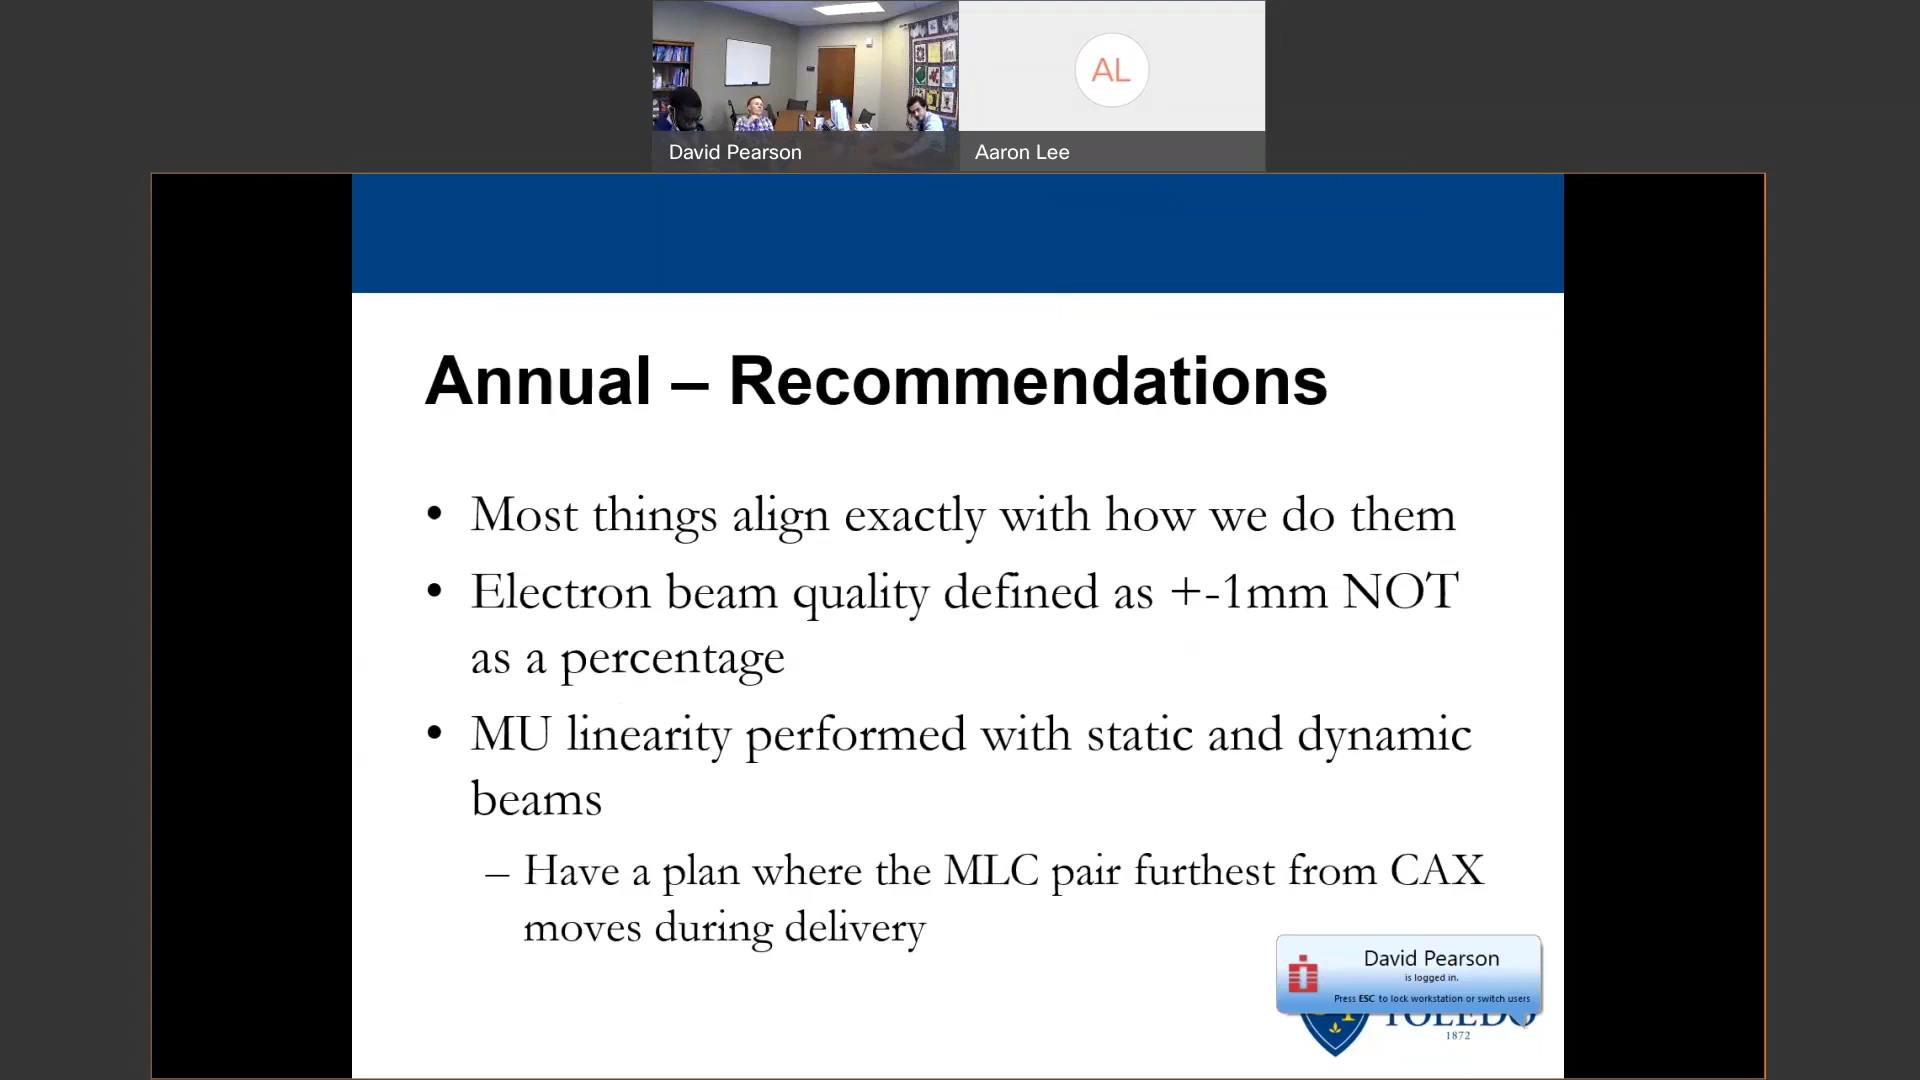 AL
David Pearson
Aaron Lee
Annual – Recommendations
• Most things align exactly with how we do them
• Electron beam quality defined as +-1mm NOT
as a percentage
• MU linearity performed with static and dynamic
beams
– Have a plan where the MLC pair furthest from CAX
moves during delivery
David Pearson
is logged in.
Press ESC to lock workstation or switch users
TOLEDO
1872